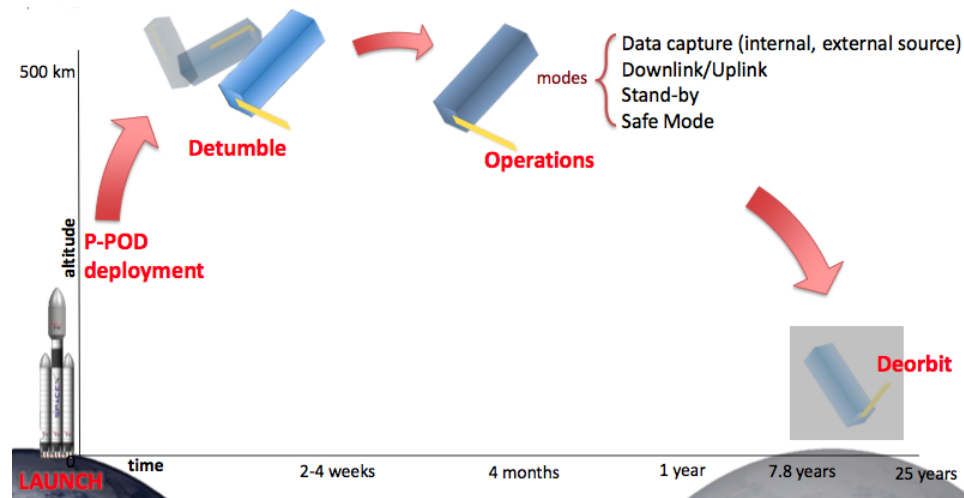 500 km
Data capture (internal, external source)
modes
Downlink/Uplink
Stand-by
Safe Mode
Detumble
Operations
P-POD
deployment
altitude
SPACEX
Deorbit
LAUNCH
0
time
2-4 weeks
4 months
1 year
7.8 years
25 years